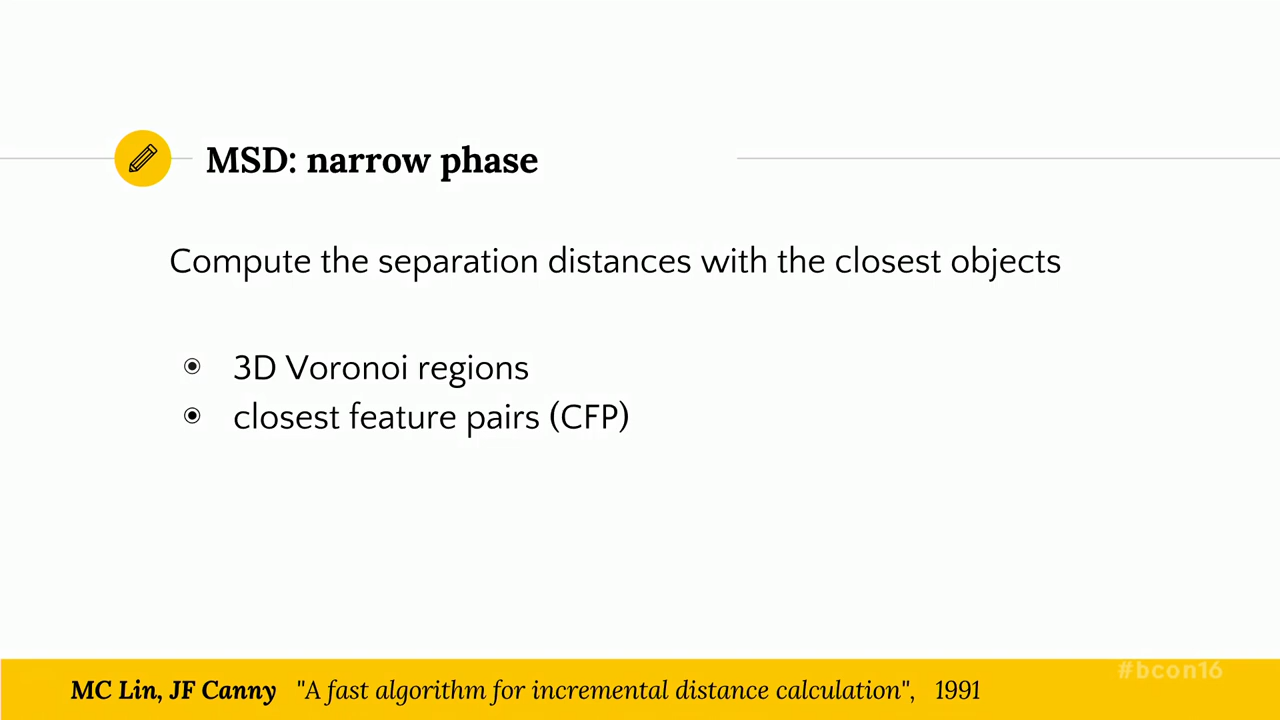 MSD: narrow phase
Compute the separation distances with the closest objects
3D Voronoi regions
closest feature pairs (CFP)
#bcon16
MC Lin, JF Canny "A fast algorithm for incremental distance calculation", 1991